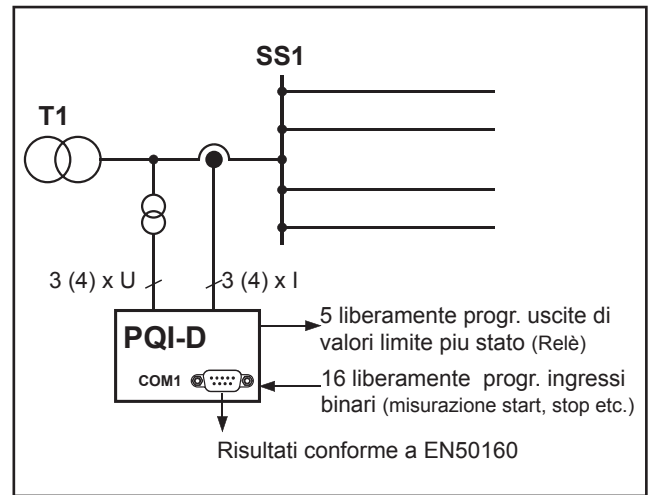 SS1
T1
3 (4) x U
3 (4) x I
PQI-D
COM1
5 liberamente progr. uscite di
valori limite piu stato (Relè)
16 liberamente progr. ingressi
binari (misurazione start, stop etc.)
Risultati conforme a EN50160